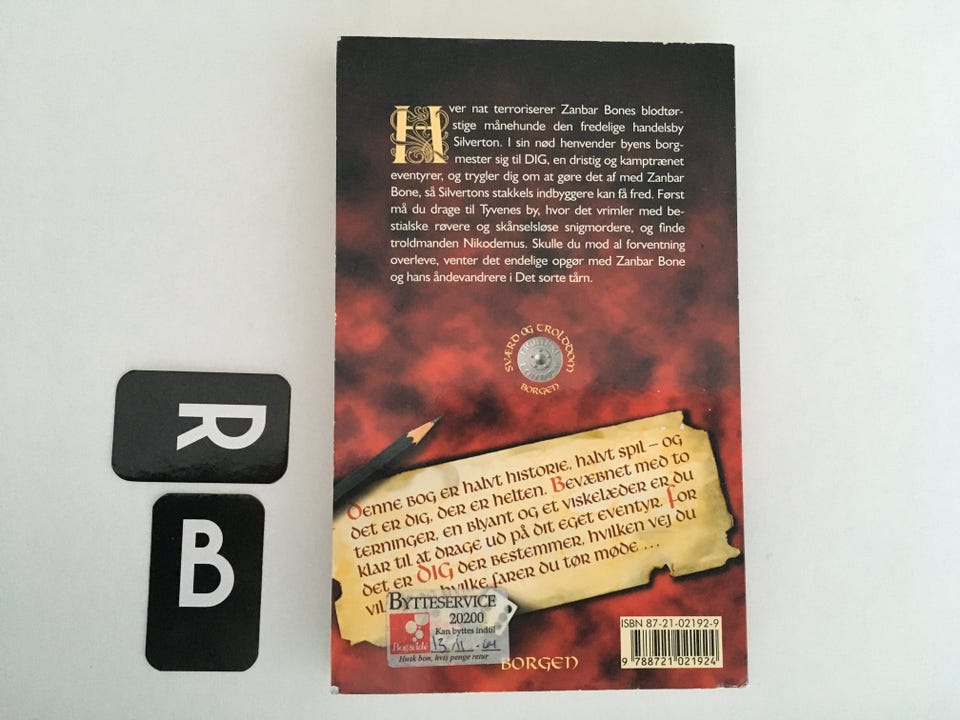 R
B
Hver nat terroriserer Zanbar Bones blodtør-
stige månehunde den fredelige handelsby
Silverton. I sin nød henvender byens borg-
mester sig til DIG, en dristig og kamptrænet
eventyrer, og trygler dig om at gøre det af med Zanbar
Bone, så Silvertons stakkels indbyggere kan få fred. Først
må du drage til Tyvenes by, hvor det vrimler med be-
stialske røvere og skånselsløse snigmordere, og finde
troldmanden Nikodemus. Skulle du mod al forventning
overleve, venter det endelige opgør med Zanbar Bone
og hans åndevandrere i Det sorte tårn.
SVÆRD OG TROLDDOM
BORGEN
Denne bog er halvt historie, halvt spil – og
det er dig, der er helten. Bevæbnet med to
terninger, en blyant og et viskelæder er du
klar til at drage ud på dit eget eventyr. For
det er DIG der bestemmer, hvilken vej du
vil hvilke farer du tør møde ...
BYTTESERVICE
20200
Kan byttes indtil
13/11 -04
Husk bon, hvis penge retur
BORGEN
ISBN 87-21-02192-9
9 788721 021924